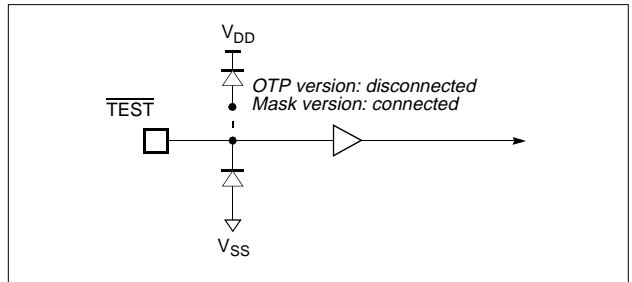 VDD
OTP version: disconnected
Mask version: connected
TEST
VSS